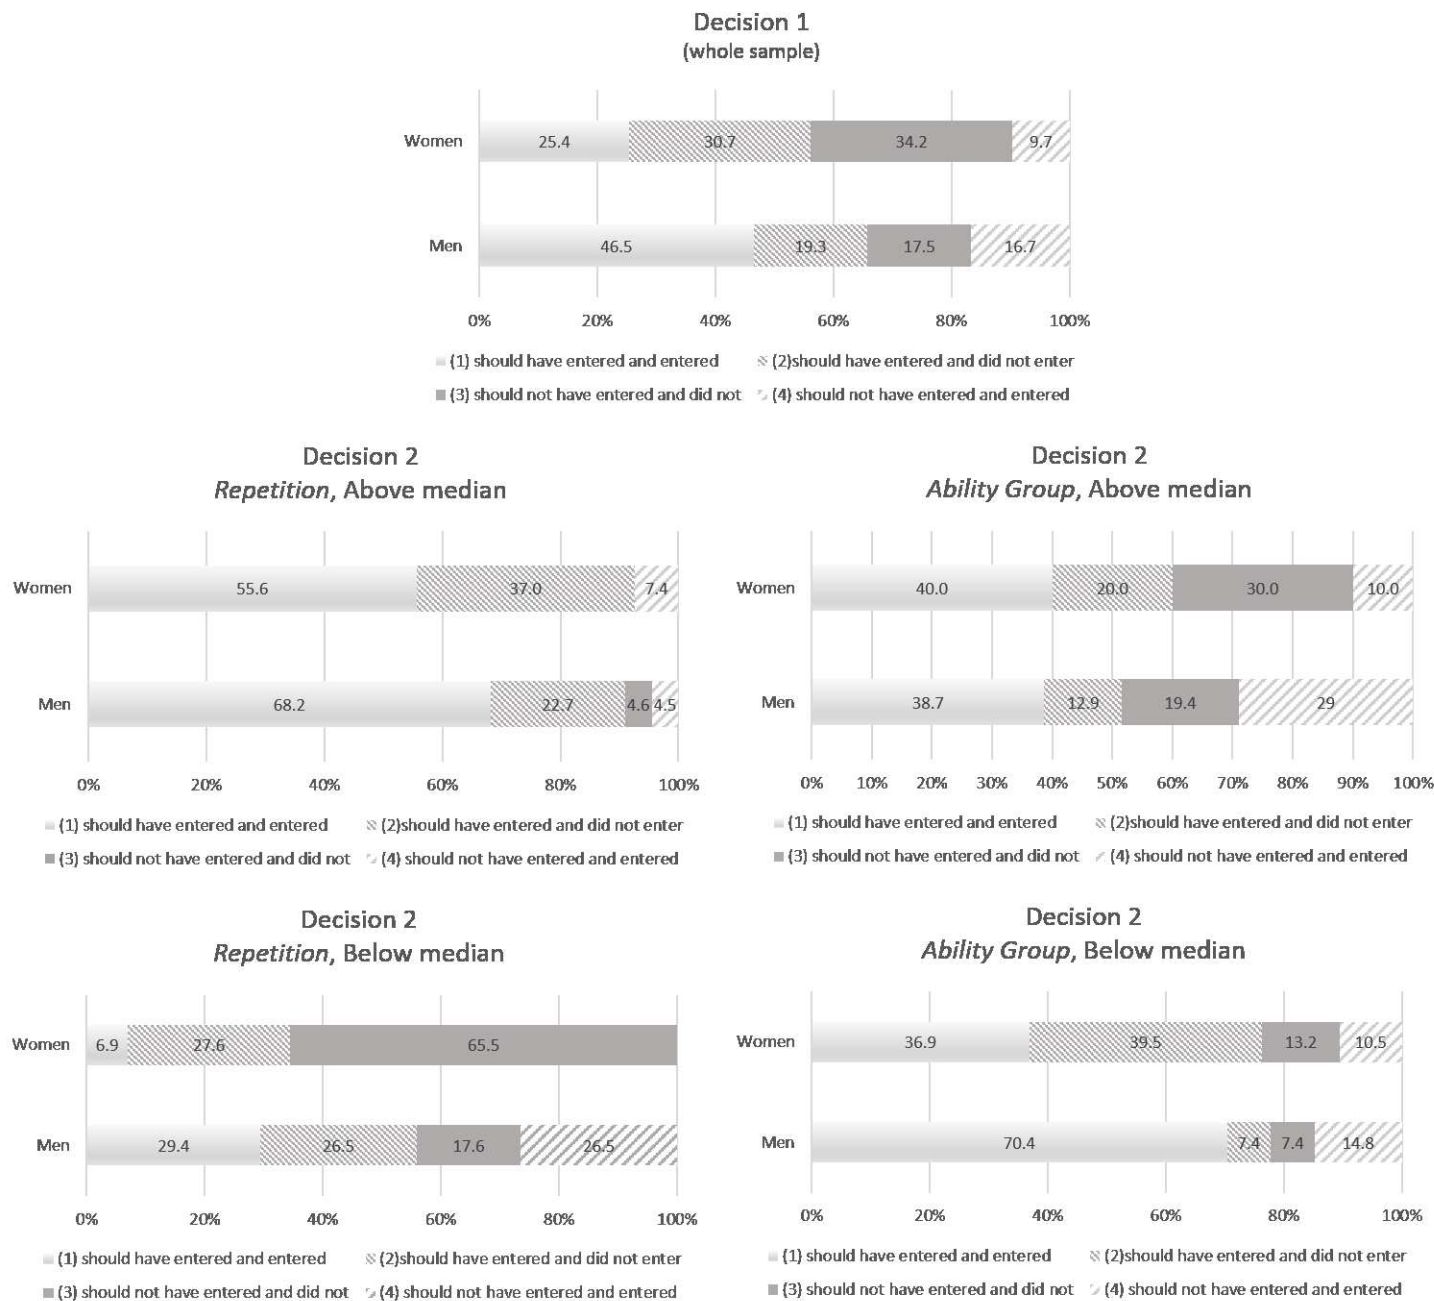 Decision 1
(whole sample)
Women 25.4 30.7 34.2 9.7
Men 46.5 19.3 17.5 16.7
0% 20% 40% 60% 80% 100%
(1) should have entered and entered (2)should have entered and did not enter
(3) should not have entered and did not (4) should not have entered and entered
Decision 2
Repetition, Above median
Women 55.6 37.0 7.4
Men 68.2 22.7 4.6 4.5
0% 20% 40% 60% 80% 100%
(1) should have entered and entered (2)should have entered and did not enter
(3) should not have entered and did not (4) should not have entered and entered
Decision 2
Ability Group, Above median
Women 40.0 20.0 30.0 10.0
Men 38.7 12.9 19.4 29
0% 10% 20% 30% 40% 50% 60% 70% 80% 90% 100%
(1) should have entered and entered (2)should have entered and did not enter
(3) should not have entered and did not (4) should not have entered and entered
Decision 2
Repetition, Below median
Women 6.9 27.6 65.5
Men 29.4 26.5 17.6 26.5
0% 20% 40% 60% 80% 100%
(1) should have entered and entered (2)should have entered and did not enter
(3) should not have entered and did not (4) should not have entered and entered
Decision 2
Ability Group, Below median
Women 36.9 39.5 13.2 10.5
Men 70.4 7.4 7.4 14.8
0% 20% 40% 60% 80% 100%
(1) should have entered and entered (2)should have entered and did not enter
(3) should not have entered and did not (4) should not have entered and entered